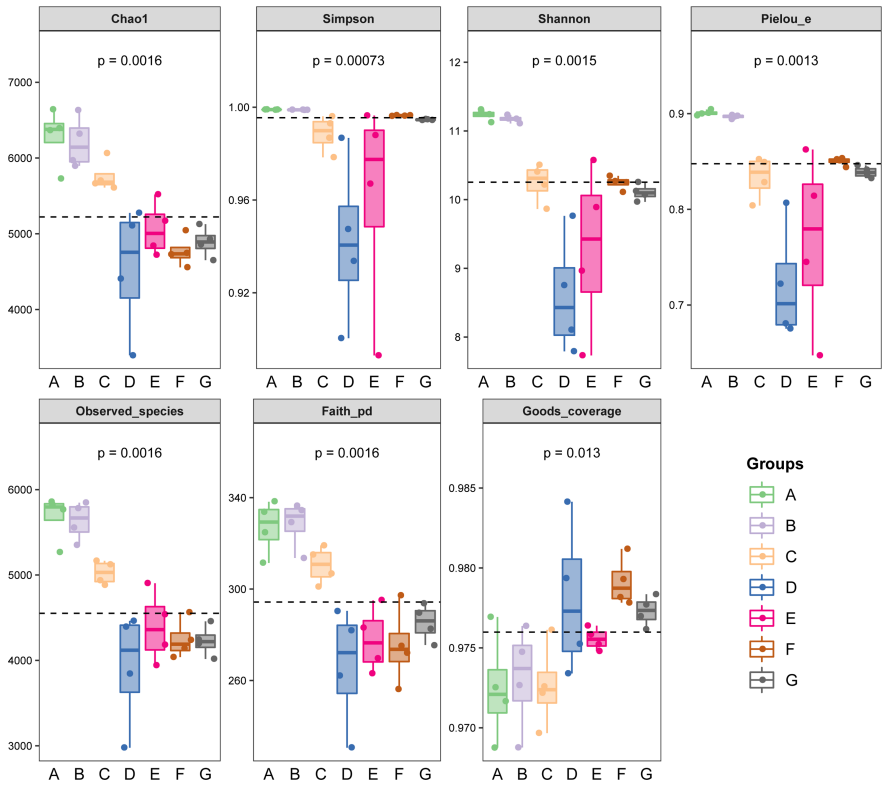 Chao1
Simpson
Shannon
Pielou_e
p = 0.0016
p = 0.00073
p = 0.0015
p = 0.0013
7000
6000
5000
4000
1.00
0.96
0.92
12
11
10
9
8
0.9
0.8
0.7
A B C D E F G
A B C D E F G
A B C D E F G
A B C D E F G
Observed_species
Faith_pd
Goods_coverage
p = 0.0016
p = 0.0016
p = 0.013
6000
5000
4000
3000
340
300
260
0.985
0.980
0.975
0.970
A B C D E F G
A B C D E F G
A B C D E F G
Groups
A
B
C
D
E
F
G